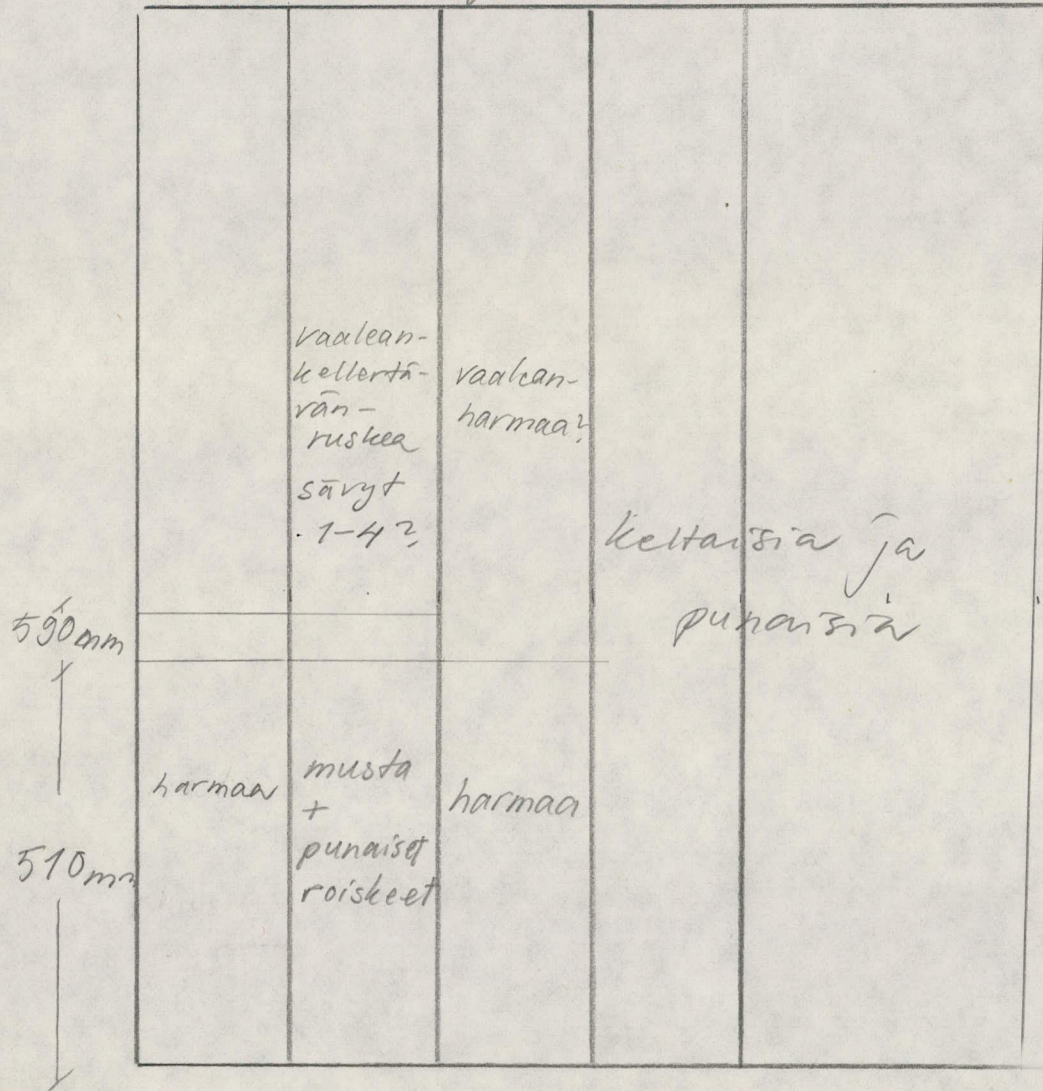 vaalean-
kellertä-
vän-
ruskea
sävyt
1-4?
vaalean-
harmaa?
keltaisia ja
punaisia
590mm
harmaa
musta
+
punaiset
roiskeet
harmaa
510mm